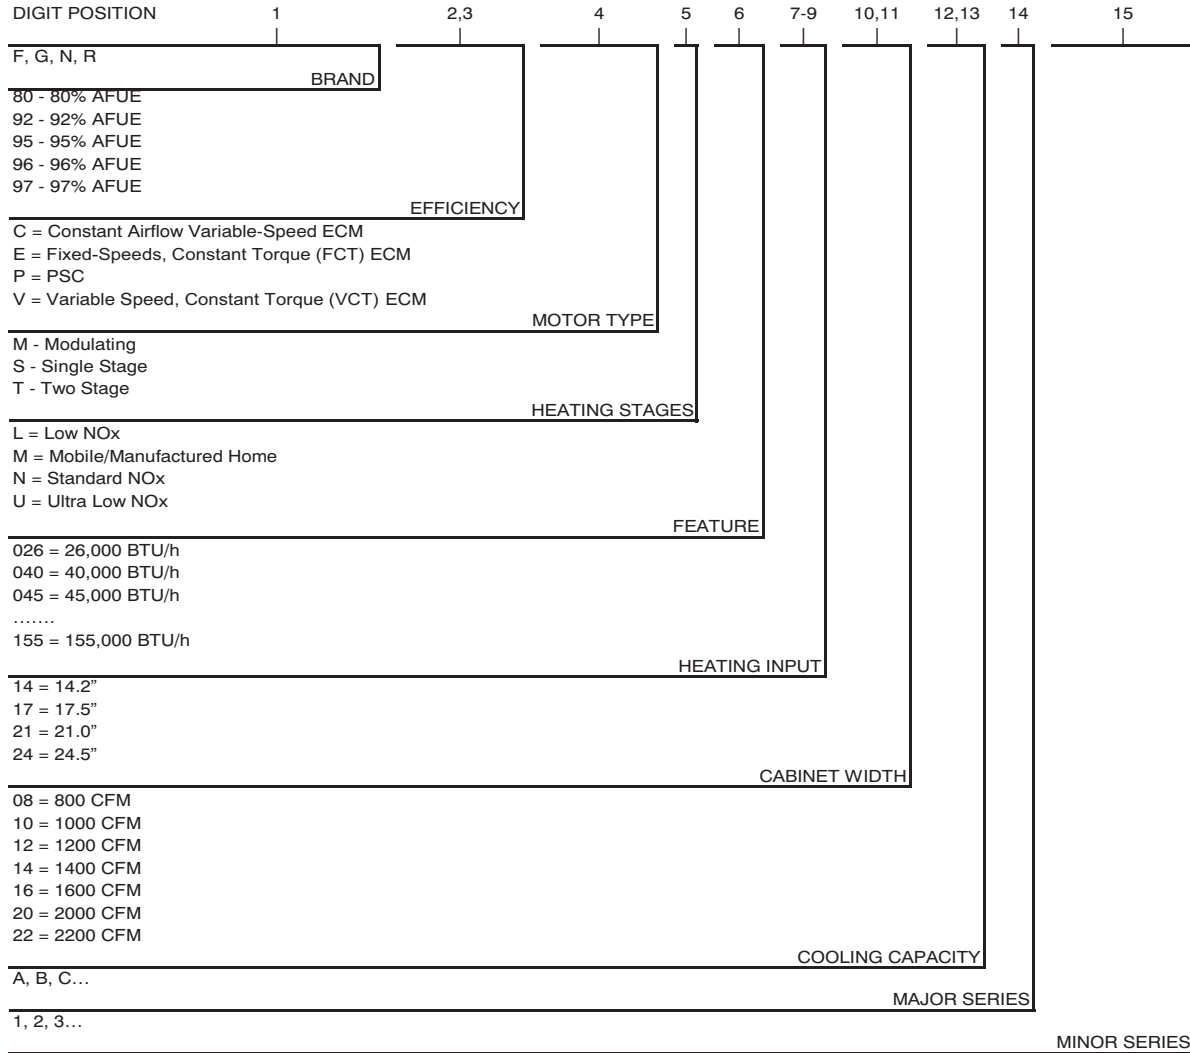 DIGIT POSITION 1 2,3 4 5 6 7-9 10,11 12,13 14 15
F, G, N, R
BRAND
80 - 80% AFUE
92 - 92% AFUE
95 - 95% AFUE
96 - 96% AFUE
97 - 97% AFUE
EFFICIENCY
C = Constant Airflow Variable-Speed ECM
E = Fixed-Speeds, Constant Torque (FCT) ECM
P = PSC
V = Variable Speed, Constant Torque (VCT) ECM
MOTOR TYPE
M - Modulating
S - Single Stage
T - Two Stage
HEATING STAGES
L = Low NOx
M = Mobile/Manufactured Home
N = Standard NOx
U = Ultra Low NOx
FEATURE
026 = 26,000 BTU/h
040 = 40,000 BTU/h
045 = 45,000 BTU/h
.......
155 = 155,000 BTU/h
HEATING INPUT
14 = 14.2”
17 = 17.5”
21 = 21.0”
24 = 24.5”
CABINET WIDTH
08 = 800 CFM
10 = 1000 CFM
12 = 1200 CFM
14 = 1400 CFM
16 = 1600 CFM
20 = 2000 CFM
22 = 2200 CFM
COOLING CAPACITY
A, B, C…
MAJOR SERIES
1, 2, 3…
MINOR SERIES